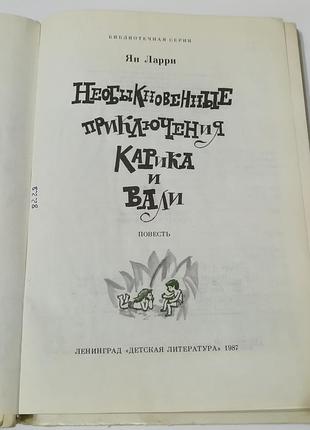 БИБЛИОТЕЧНАЯ СЕРИЯ
Ян Ларри
НЕОБЫКНОВЕННЫЕ
ПРИКЛЮЧЕНИЯ
КАРИКА
И
ВАЛИ
ПОВЕСТЬ
ЛЕНИНГРАД «ДЕТСКАЯ ЛИТЕРАТУРА» 1987